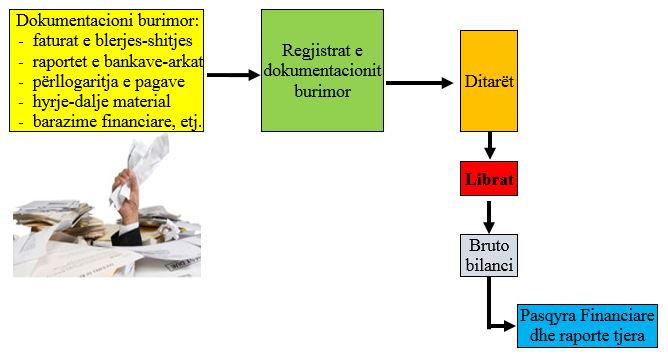 Dokumentacioni burimor:
- faturat e blerjes-shitjes
- raportet e bankave-arkat
- përllogaritja e pagave
- hyrje-dalje material
- barazime financiare, etj.
Regjistrat e
dokumentacionit
burimor
Ditarët
Librat
Bruto
bilanci
Pasqyra Financiare
dhe raporte tjera